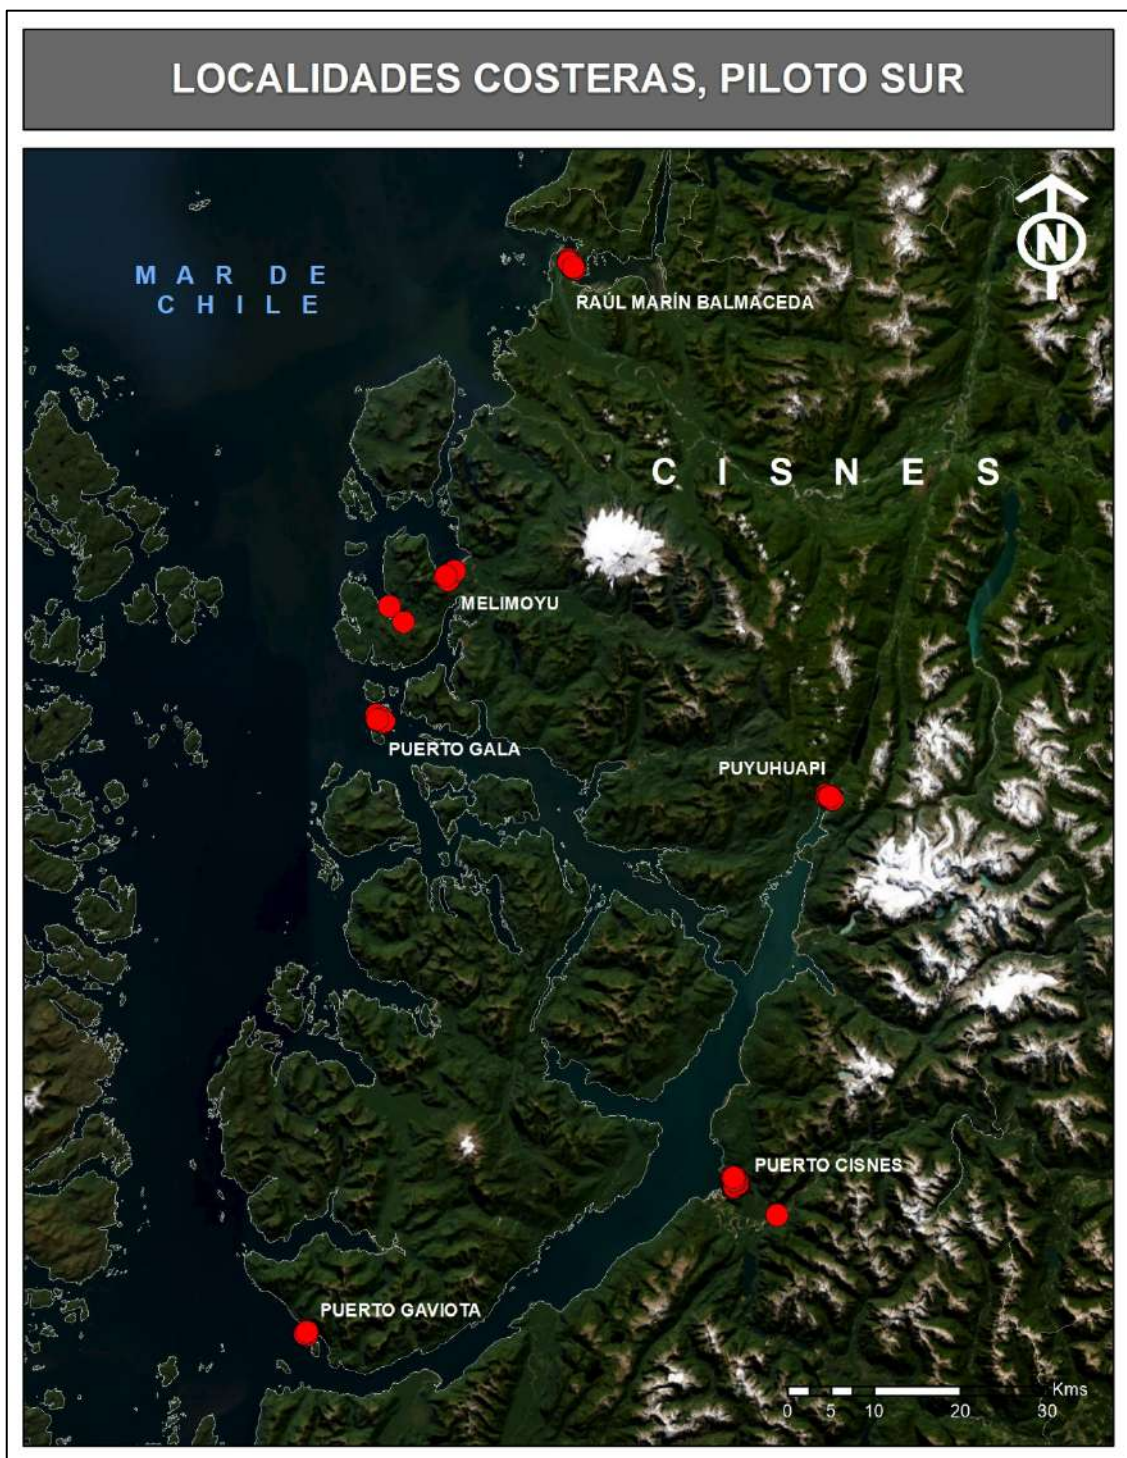 LOCALIDADES COSTERAS, PILOTO SUR
N
MAR DE
CHILE
RAÚL MARÍN BALMACEDA
CISNES
MELIMOYU
PUERTO GALA
PUYUHUAPI
PUERTO CISNES
PUERTO GAVIOTA
Kms
0 5 10 20 30